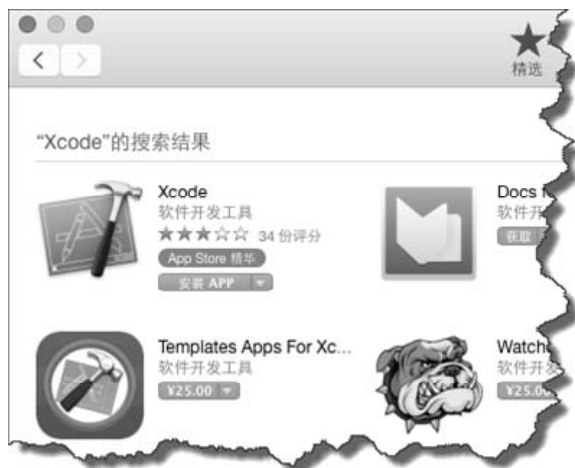 精选
“Xcode”的搜索结果
Xcode
软件开发工具
34 份评分
App Store 精华
安装 APP
Docs f
软件开
获取
Templates Apps For Xc...
软件开发工具
¥25.00
Watch
软件开发
¥25.0